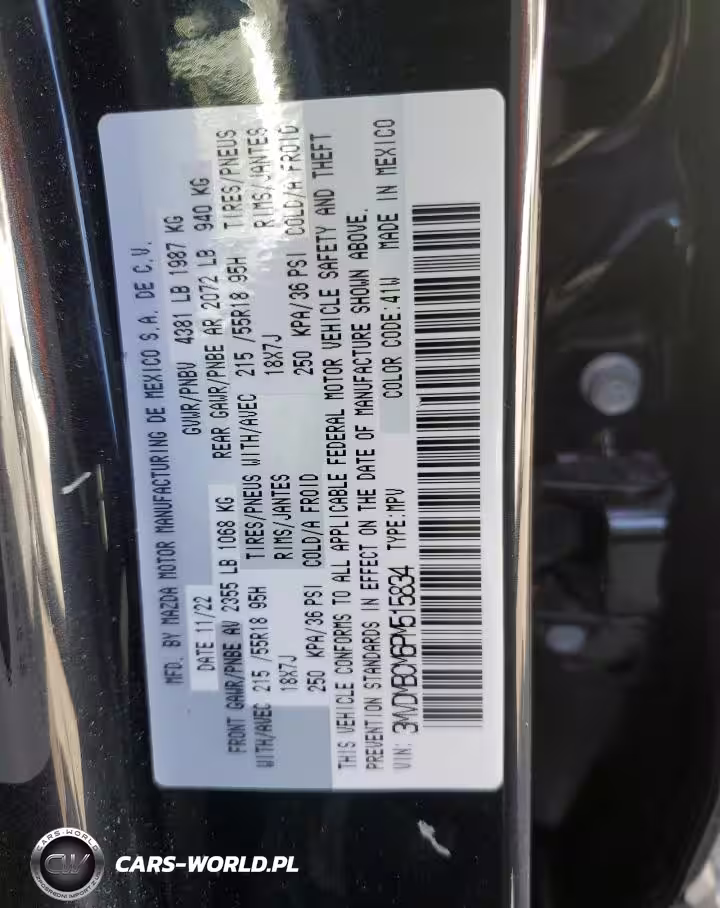 MFD. BY MAZDA MOTOR MANUFACTURING DE MEXICO S.A. DE C.V.
DATE 11/22 GVWR/PNBV 4381 LB 1987 KG
FRONT GAWR/PNBE AV 2355 LB 1068 KG REAR GAWR/PNBE AR 2072 LB 940 KG
WITH/AVEC 215 /55R18 95H TIRES/PNEUS WITH/AVEC 215 /55R18 95H TIRES/PNEUS
18X7J RIMS/JANTES 18X7J RIMS/JANTES
250 KPA/36 PSI COLD/A FROID 250 KPA/36 PSI COLD/A FROID
THIS VEHICLE CONFORMS TO ALL APPLICABLE FEDERAL MOTOR VEHICLE SAFETY AND THEFT
PREVENTION STANDARDS IN EFFECT ON THE DATE OF MANUFACTURE SHOWN ABOVE.
VIN: 3MVDMBCM6PM515834 TYPE:MPV COLOR CODE:41W MADE IN MEXICO
CARS-WORLD
CW
CARS-WORLD.PL